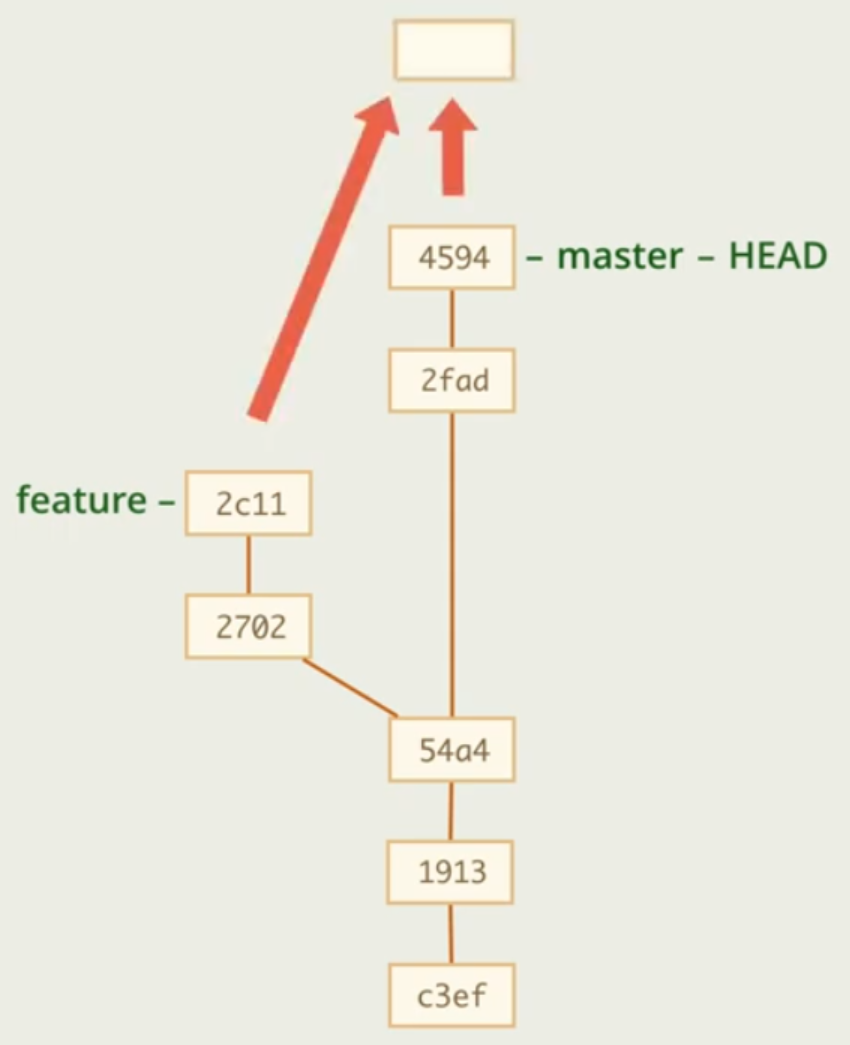 4594 – master – HEAD
2fad
feature – 2c11
2702
54a4
1913
c3ef